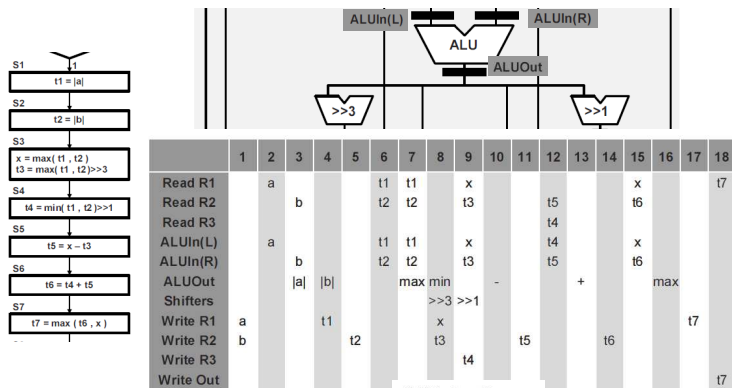 ALUIn(L)
ALUIn(R)
ALU
ALUOut
>>3
>>1
S1
1
t1 = |a|
S2
t2 = |b|
S3
x = max( t1 , t2 )
t3 = max( t1 , t2 )>>3
S4
t4 = min( t1 , t2 )>>1
S5
t5 = x – t3
S6
t6 = t4 + t5
S7
t7 = max ( t6 , x )
1 2 3 4 5 6 7 8 9 10 11 12 13 14 15 16 17 18
Read R1 a t1 t1 x x t7
Read R2 b t2 t2 t3 t5 t6
Read R3 t4
ALUIn(L) a t1 t1 x t4 x
ALUIn(R) b t2 t2 t3 t5 t6
ALUOut |a| |b| max min - + max
Shifters >>3 >>1
Write R1 a t1 x t7
Write R2 b t2 t3 t5 t6
Write R3 t4
Write Out t7